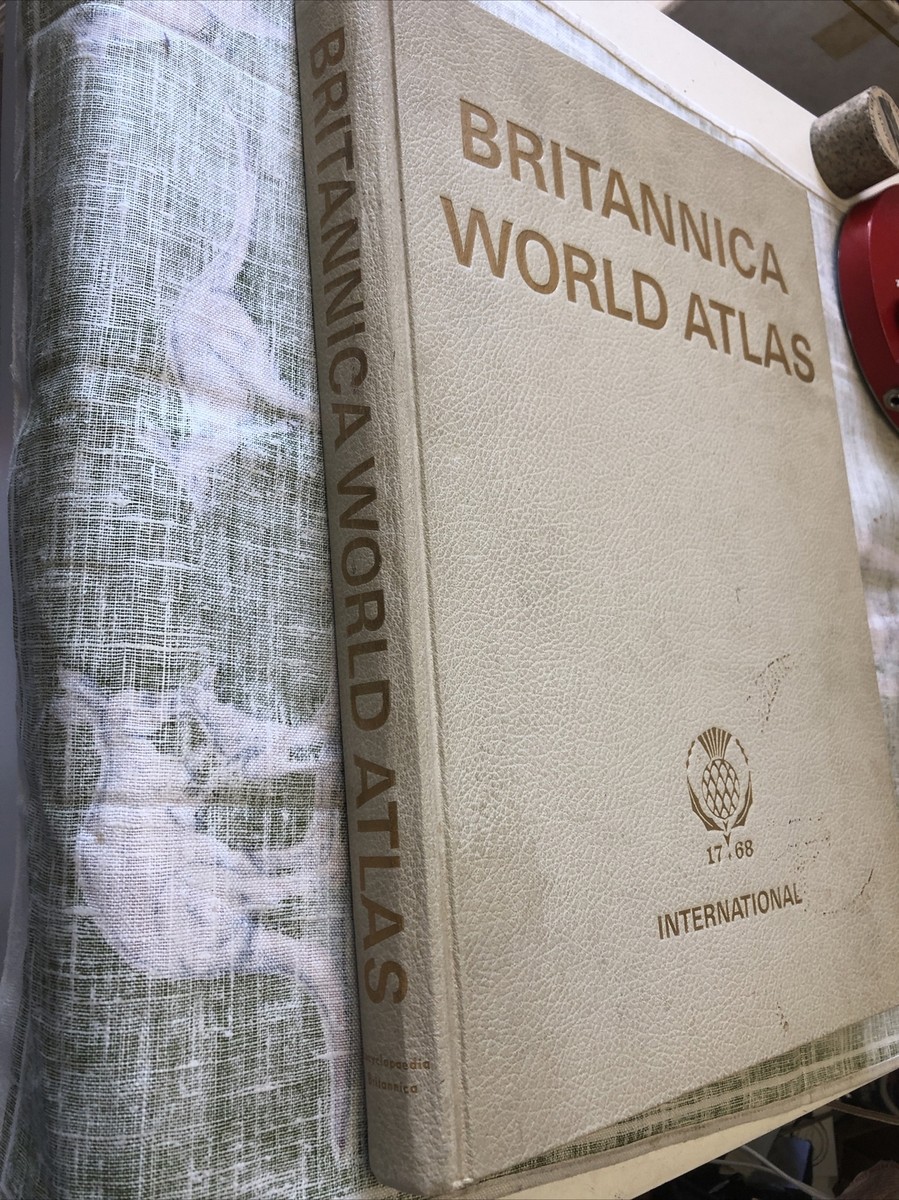 BRITANNICA WORLD ATLAS
Encyclopaedia
Britannica
BRITANNICA
WORLD ATLAS
17 68
INTERNATIONAL